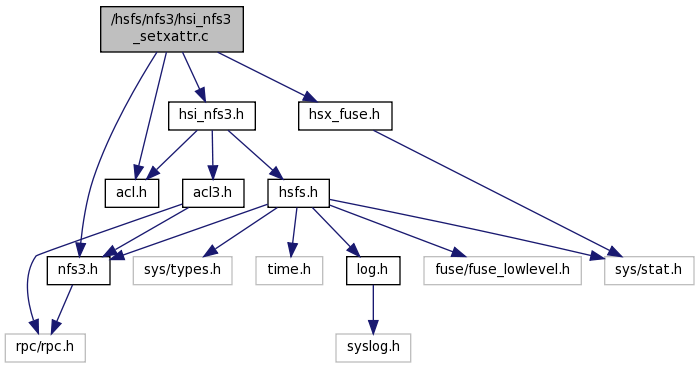 /hsfs/nfs3/hsi_nfs3
_setxattr.c
hsi_nfs3.h
hsx_fuse.h
acl.h
acl3.h
hsfs.h
nfs3.h
sys/types.h
time.h
log.h
fuse/fuse_lowlevel.h
sys/stat.h
rpc/rpc.h
syslog.h